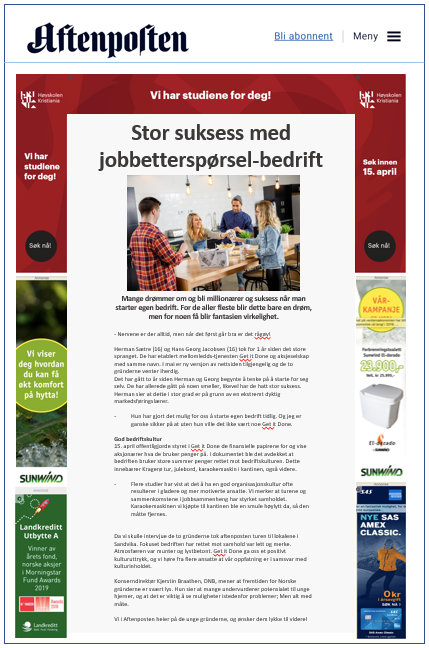 Aftenposten
Bli abonnent
Meny
Høyskolen
Kristiania
Vi har studiene for deg!
Høyskolen
Kristiania
Vi har
studiene
for deg!
Søk nå!
Søk innen
15. april
Søk nå!
Stor suksess med
jobbetterspørsel-bedrift
Mange drømmer om og bli millionærer og suksess når man
starter egen bedrift. For de aller fleste blir dette bare en drøm,
men for noen få blir fantasien virkelighet.
- Nervene er der alltid, men når det først går bra er det rågøy!
Herman Sætre (16) og Hans Georg Jacobsen (16) tok for 1 år siden det store
spranget. De har etablert mellomledds-tjenesten Get it Done og aksjeselskap
med samme navn. I mai er ny versjon av nettsiden tilgjengelig og de to
gründerne venter iherdig.
Det har gått to år siden Herman og Georg begynte å tenke på å starte for seg
selv. De har allerede gått på noen smeller, likevel har de hatt stor suksess.
Herman sier at dette i stor grad er på grunn av en ekstremt dyktig
markedsføringslærer.
- Hun har gjort det mulig for oss å starte egen bedrift tidlig. Og jeg er
ganske sikker på at uten hun ville det ikke vært noe Get it Done.
God bedriftskultur
15. april offentligjorde styret i Get it Done de finansielle papirene for og vise
aksjonærer hva de bruker penger på. I dokumentet ble det avdekket at
bedriften bruker store summer penger rettet mot bedriftskulturen. Dette
innebærer Kragerøtur, julebord, karaokemaskin i kantinen, også videre.
- Flere studier har vist at det å ha en god organisasjonskultur ofte
resulterer i gladere og mer motiverte ansatte. Vi merker at turene og
sammenkomstene i jobbsammenheng har styrket samholdet.
Karaokemaskinen vi kjøpte til kantinen ble en smule høylyt da, så den
måtte fjernes.
Da vi skulle intervjue de to gründerne tok aftenposten turen til lokalene i
Sandvika. Fokuset bedriften har rettet mot samhold var lett og merke.
Atmosfæren var munter og lystbetont. Get it Done ga oss et positivt
kulturuttrykk, og vi hørte fra flere ansatte at vår oppfatning er i samsvar med
kulturinnholdet.
Konserndirektør Kjerstin Braathen, DNB, mener at fremtiden for Norske
gründerne er svært lys. Hun sier at mange undervurderer potensialet til unge
hjerner, og at det er viktig å se muligheter istedenfor problemer; Men alt med
måte.
Vi i Aftenposten heier på de unge gründerne, og ønsker dem lykke til videre!
Vi viser
deg hvordan
du kan få
økt komfort
på hytta!
SUNWIND
Landkreditt
Utbytte A
Vinner av
årets fond,
norske aksjer
i Morningstar
Fund Awards
2019
VÅR-
KAMPANJE
Forbrenningstoalett
Sunwind El-dorado
23.900,-
El-dorado
SUNWIND
SAS
NYE SAS
AMEX
CLASSIC.
0 kr
i årsavgift
SØK NÅ